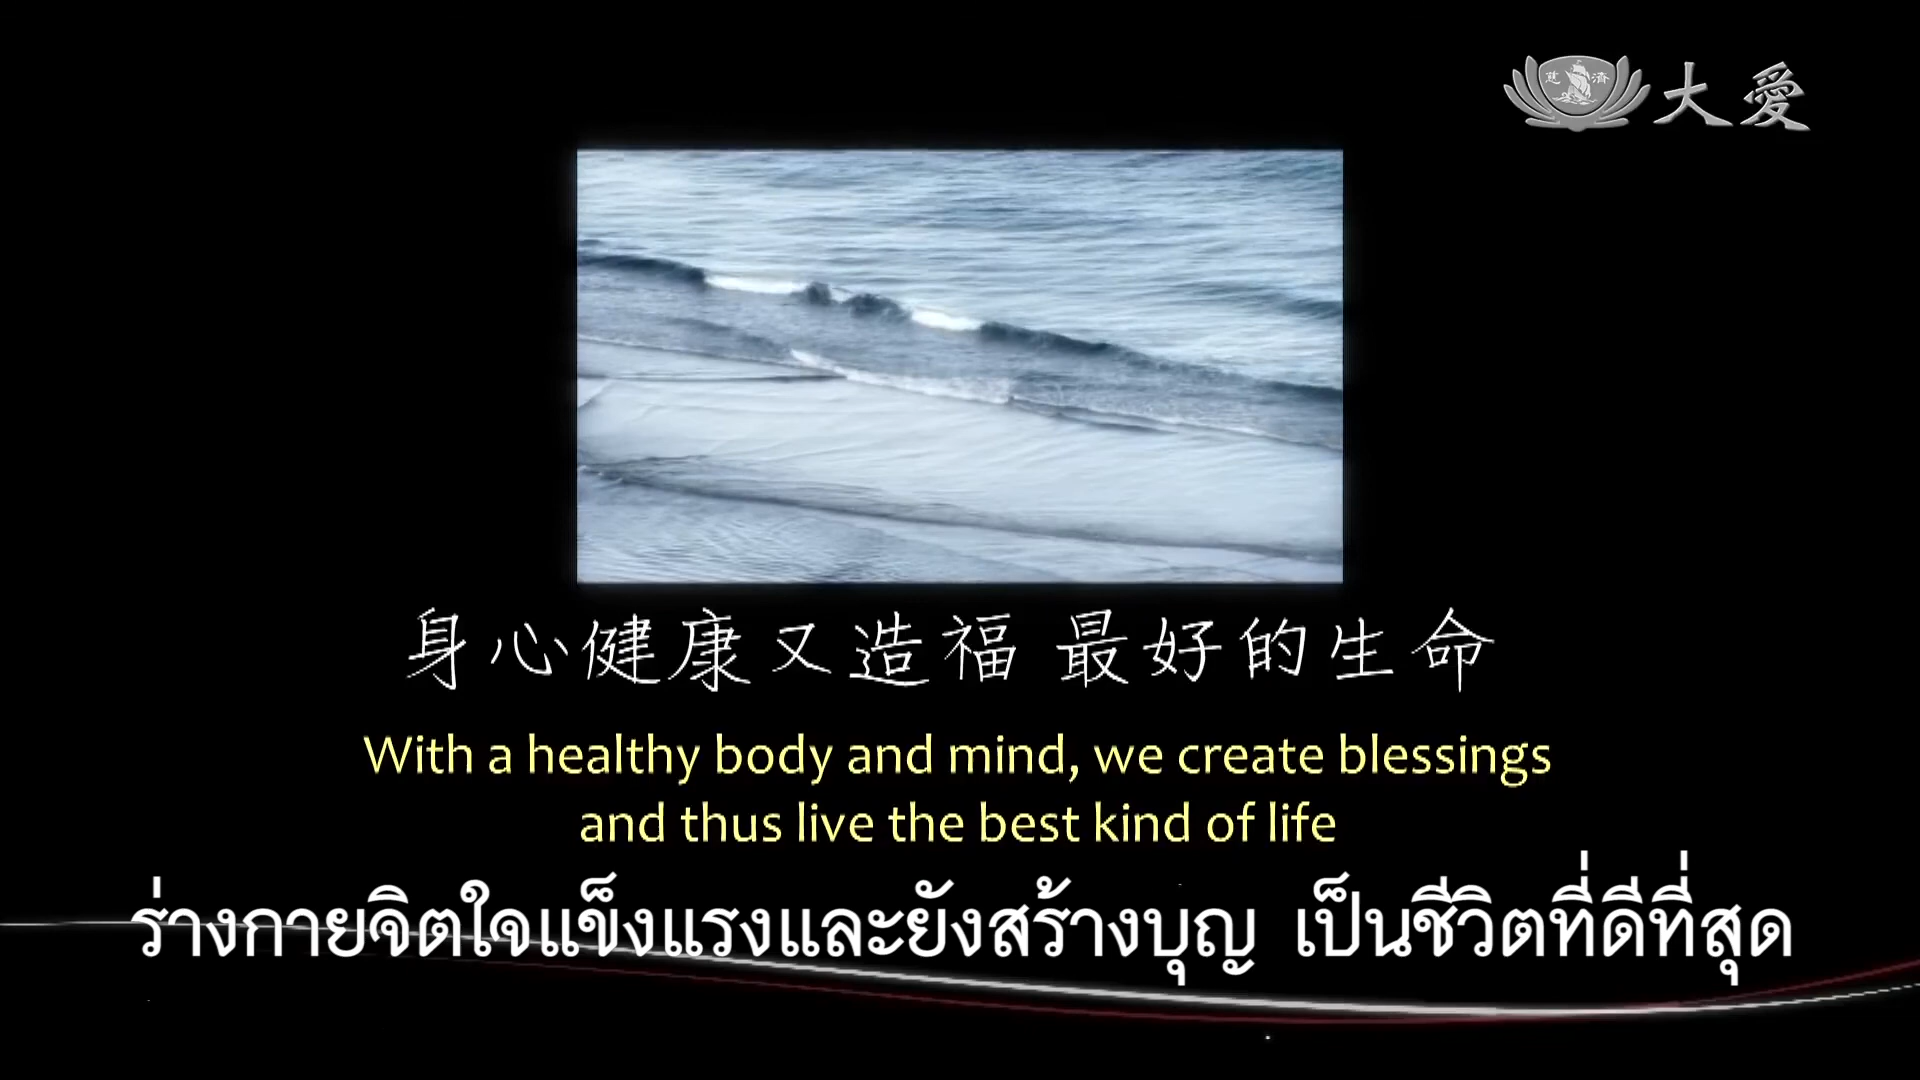 慈濟 大愛
身心健康又造福 最好的生命
With a healthy body and mind, we create blessings
and thus live the best kind of life
ร่างกายจิตใจแข็งแรงและยังสร้างบุญ เป็นชีวิตที่ดีที่สุด